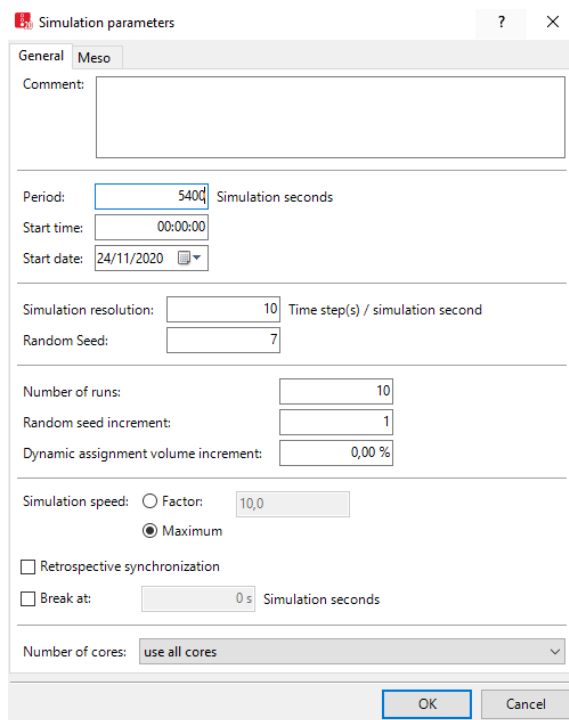 Simulation parameters ? ×
General Meso
Comment:
Period: 5400 Simulation seconds
Start time: 00:00:00
Start date: 24/11/2020
Simulation resolution: 10 Time step(s) / simulation second
Random Seed: 7
Number of runs: 10
Random seed increment: 1
Dynamic assignment volume increment: 0,00 %
Simulation speed: Factor: 10,0
Maximum
Retrospective synchronization
Break at: 0 s Simulation seconds
Number of cores: use all cores
OK Cancel